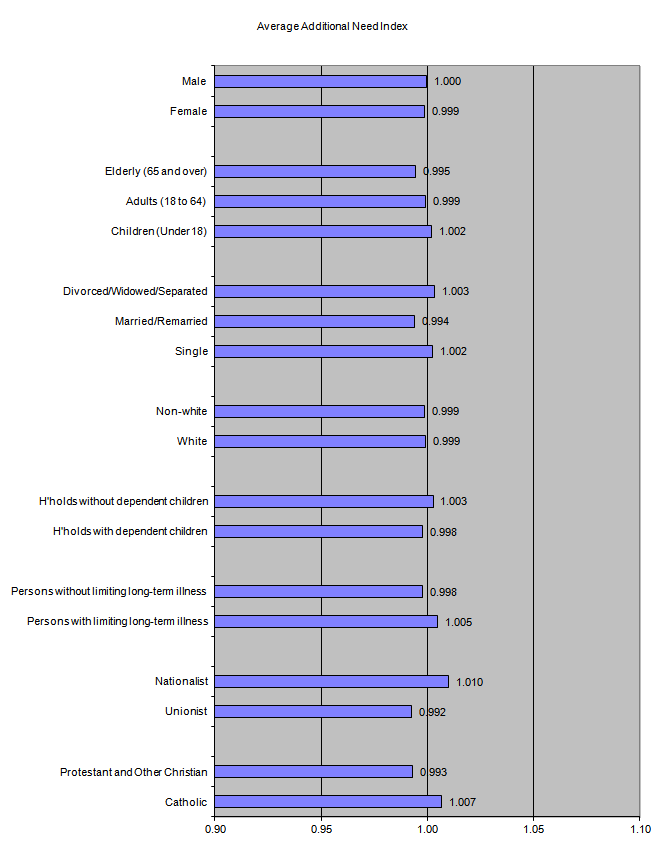 Average Additional Need Index
Male 1.000
Female 0.999
Elderly (65 and over) 0.995
Adults (18 to 64) 0.999
Children (Under 18) 1.002
Divorced/Widowed/Separated 1.003
Married/Remarried 0.994
Single 1.002
Non-white 0.999
White 0.999
H'holds without dependent children 1.003
H'holds with dependent children 0.998
Persons without limiting long-term illness 0.998
Persons with limiting long-term illness 1.005
Nationalist 1.010
Unionist 0.992
Protestant and Other Christian 0.993
Catholic 1.007
0.90 0.95 1.00 1.05 1.10